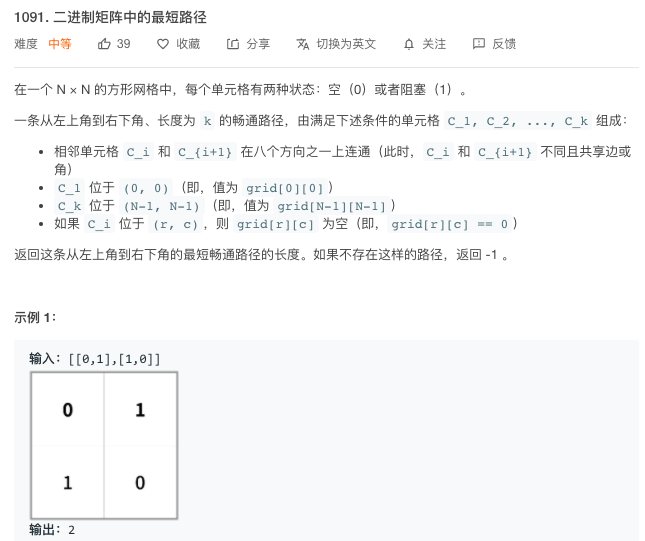 1091. 二进制矩阵中的最短路径
难度 中等 39 收藏 分享 切换为英文 关注 反馈
在一个 N × N 的方形网格中，每个单元格有两种状态：空（0）或者阻塞（1）。
一条从左上角到右下角、长度为 k 的畅通路径，由满足下述条件的单元格 C_1, C_2, ..., C_k 组成：
• 相邻单元格 C_i 和 C_{i+1} 在八个方向之一上连通（此时，C_i 和 C_{i+1} 不同且共享边或
角）
• C_1 位于 (0, 0)（即，值为 grid[0][0]）
• C_k 位于 (N-1, N-1)（即，值为 grid[N-1][N-1]）
• 如果 C_i 位于 (r, c)，则 grid[r][c] 为空（即，grid[r][c] == 0）
返回这条从左上角到右下角的最短畅通路径的长度。如果不存在这样的路径，返回 -1 。
示例 1：
输入：[[0,1],[1,0]]
0 1
1 0
输出：2